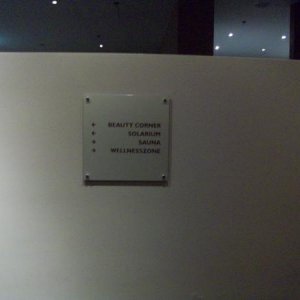 ← BEAUTY CORNER
← SOLARIUM
→ SAUNA
→ WELLNESSZONE